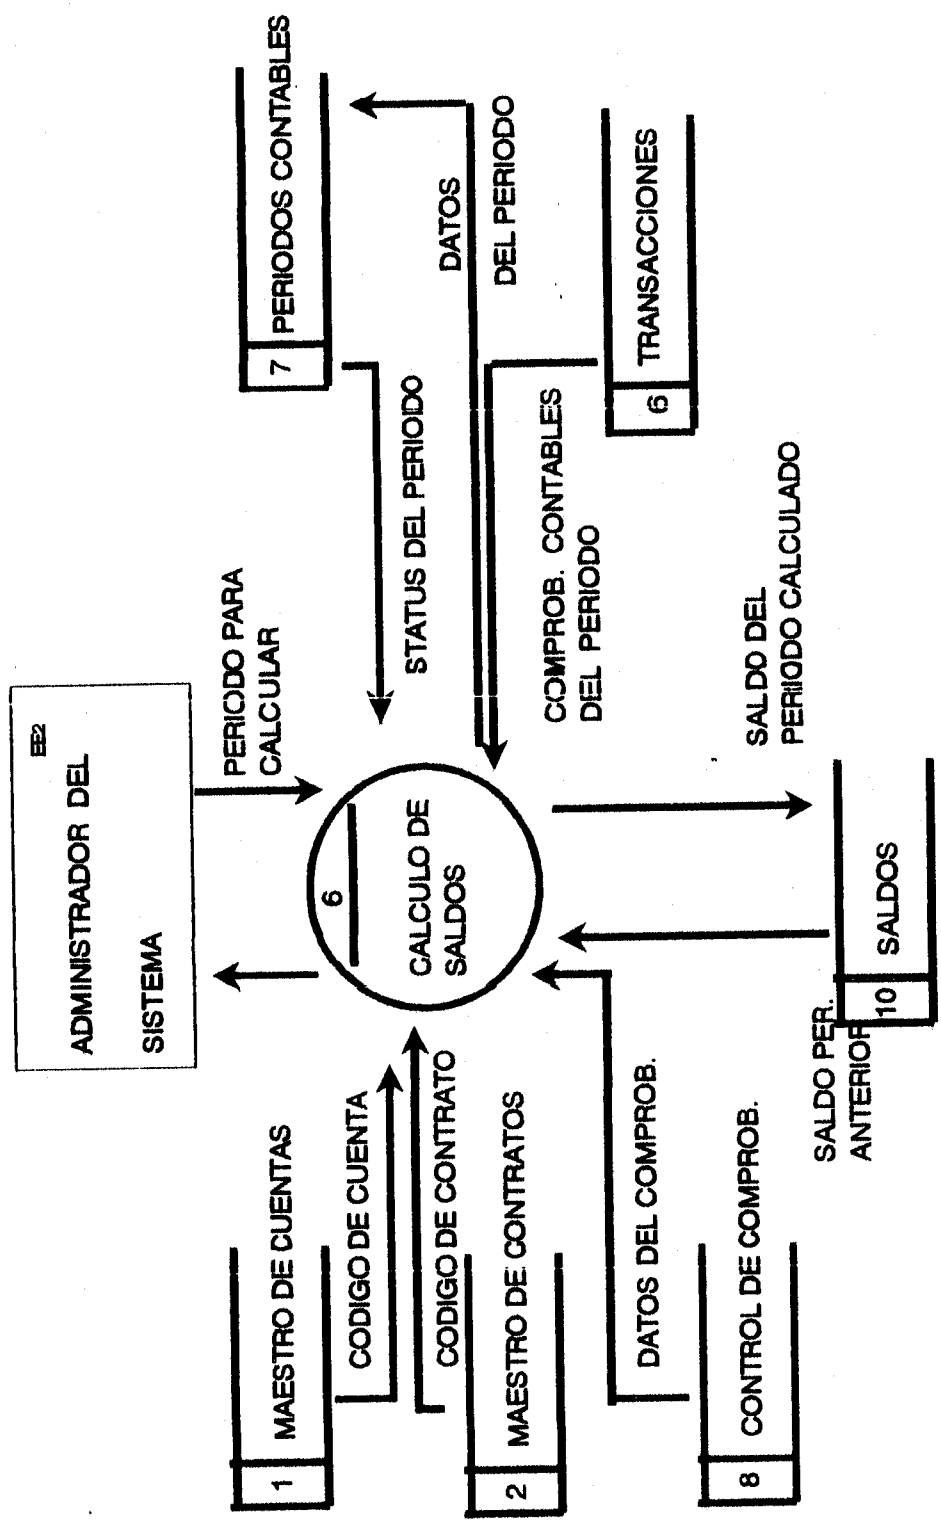 EE2
ADMINISTRADOR DEL
SISTEMA
PERIODO PARA
CALCULAR
1
MAESTRO DE CUENTAS
7
PERIODOS CONTABLES
CODIGO DE CUENTA
6
CALCULO DE
SALDOS
STATUS DEL PERIODO
CODIGO DE CONTRATO
DATOS
DEL PERIODO
2
MAESTRO DE CONTRATOS
COMPROB. CONTABLES
DEL PERIODO
6
TRANSACCIONES
DATOS DEL COMPROB.
8
CONTROL DE COMPROB.
SALDO DEL
PERIODO CALCULADO
SALDO PER.
ANTERIOR
10
SALDOS